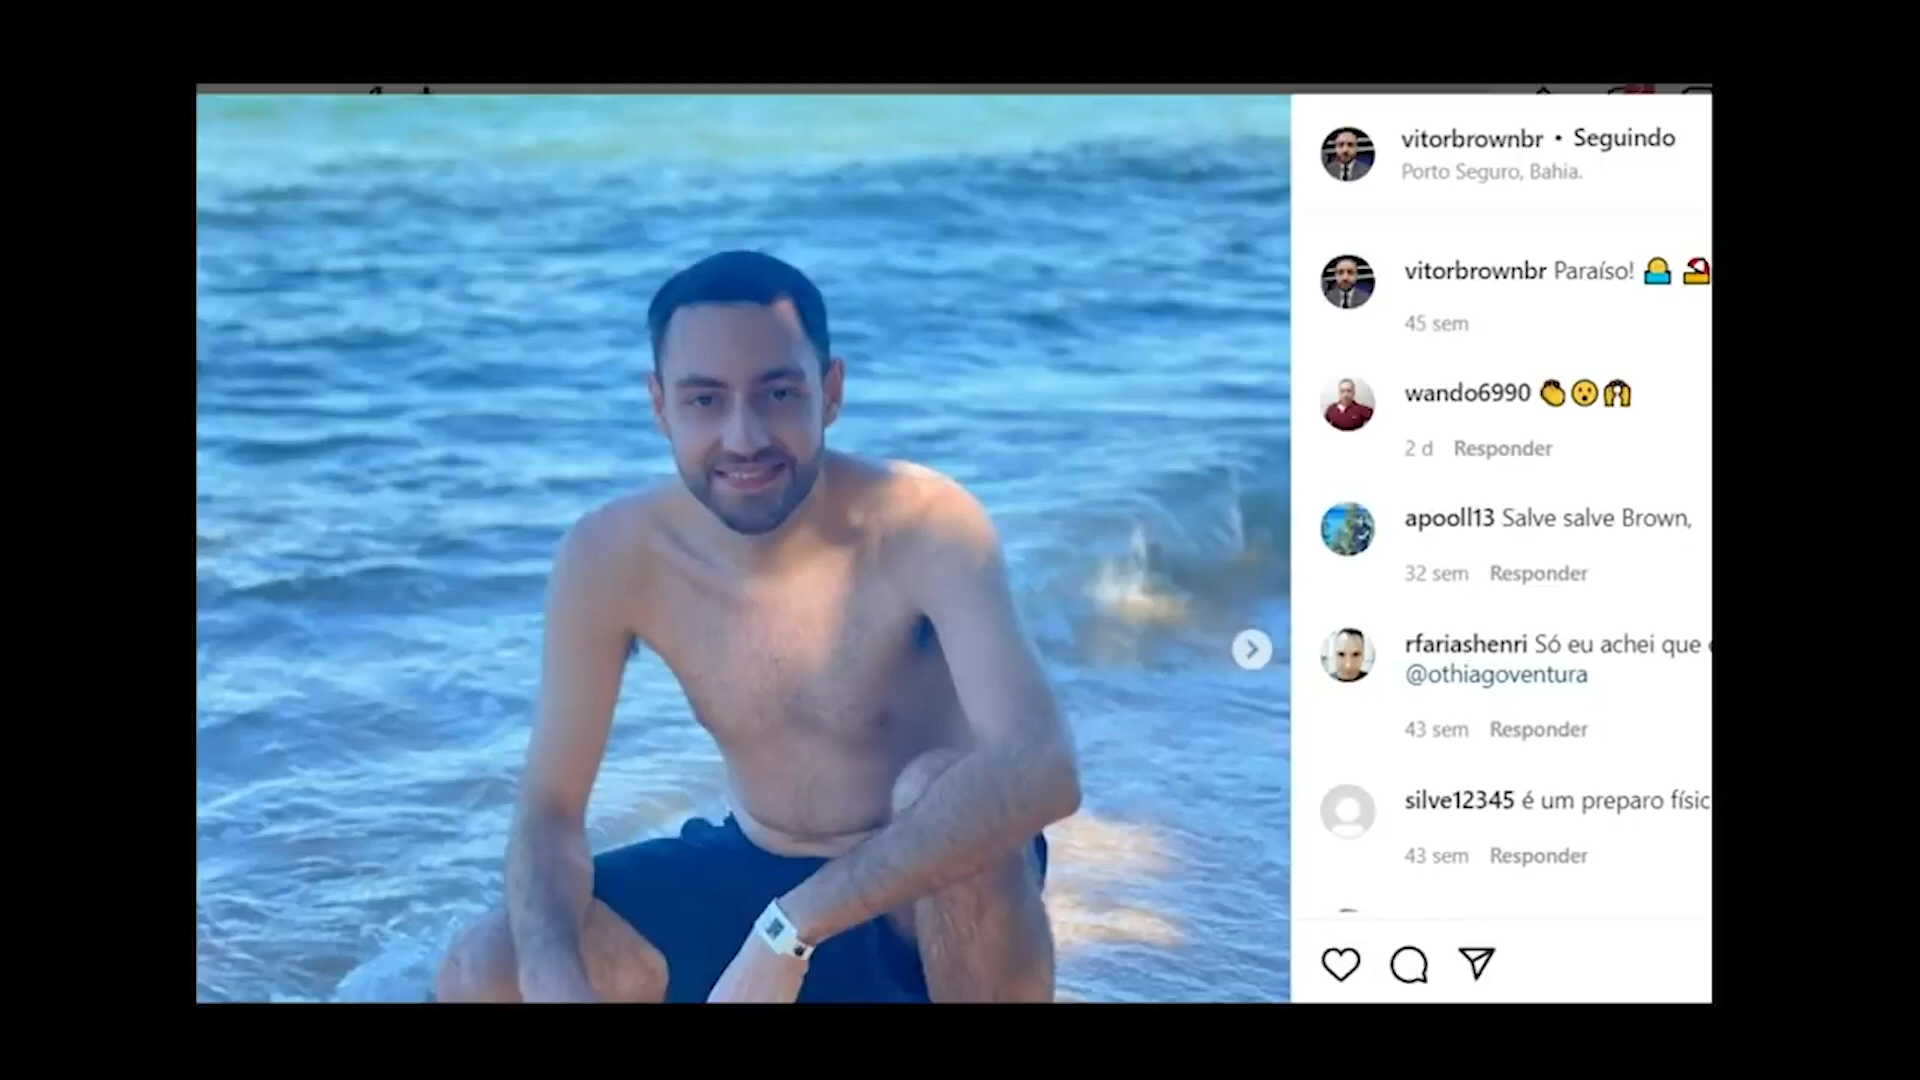 vitorbrownbr • Seguindo
Porto Seguro, Bahia.
vitorbrownbr Paraíso!
45 sem
wando6990
2 d Responder
apooll13 Salve salve Brown,
32 sem Responder
rfariashenri Só eu achei que
@othiagoventura
43 sem Responder
silve12345 é um preparo físic
43 sem Responder